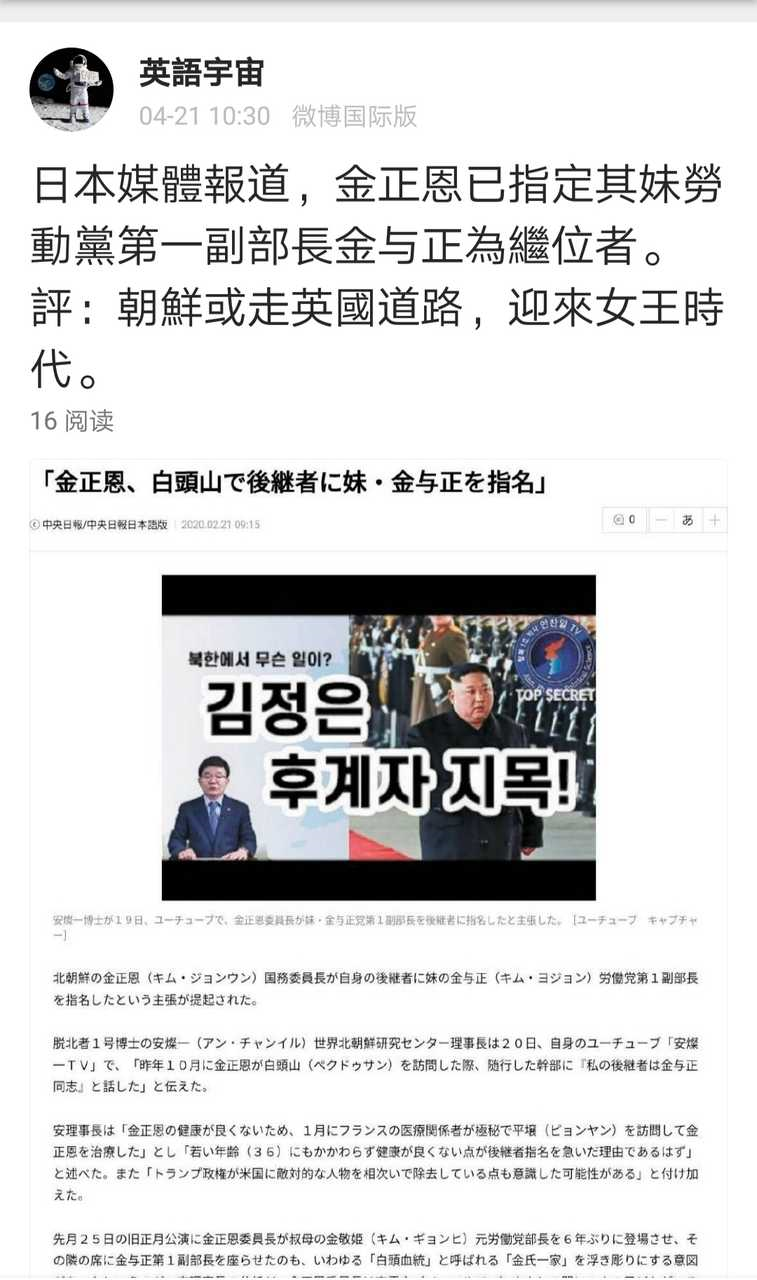 英語宇宙
04-21 10:30 微博国际版
日本媒體報道，金正恩已指定其妹勞
動黨第一副部長金与正為繼位者。
評：朝鮮或走英國道路，迎來女王時
代。
16 阅读
「金正恩、白頭山で後継者に妹・金与正を指名」
ⓒ 中央日報/中央日報日本語版 2020.02.21 09:15
0 － あ ＋
북한에서 무슨 일이?
김정은
후계자 지목!
안찬일 TV
TOP SECRET
安燦一博士が１９日、ユーチューブで、金正恩委員長が妹・金与正党第１副部長を後継者に指名したと主張した。［ユーチューブ　キャプチャ
ー］
北朝鮮の金正恩（キム・ジョンウン）国務委員長が自身の後継者に妹の金与正（キム・ヨジョン）労働党第１副部長
を指名したという主張が提起された。
脱北者１号博士の安燦一（アン・チャンイル）世界北朝鮮研究センター理事長は２０日、自身のユーチューブ「安燦
一ＴＶ」で、「昨年１０月に金正恩が白頭山（ペクドゥサン）を訪問した際、随行した幹部に『私の後継者は金与正
同志』と話した」と伝えた。
安理事長は「金正恩の健康が良くないため、１月にフランスの医療関係者が極秘で平壌（ピョンヤン）を訪問して金
正恩を治療した」とし「若い年齢（３６）にもかかわらず健康が良くない点が後継者指名を急いだ理由であるはず」
と述べた。また「トランプ政権が米国に敵対的な人物を相次いで除去している点も意識した可能性がある」と付け加
えた。
先月２５日の旧正月公演に金正恩委員長が叔母の金敬姫（キム・ギョンヒ）元労働党部長を６年ぶりに登場させ、そ
の隣の席に金与正第１副部長を座らせたのも、いわゆる「白頭血統」と呼ばれる「金氏一家」を浮き彫りにする意図